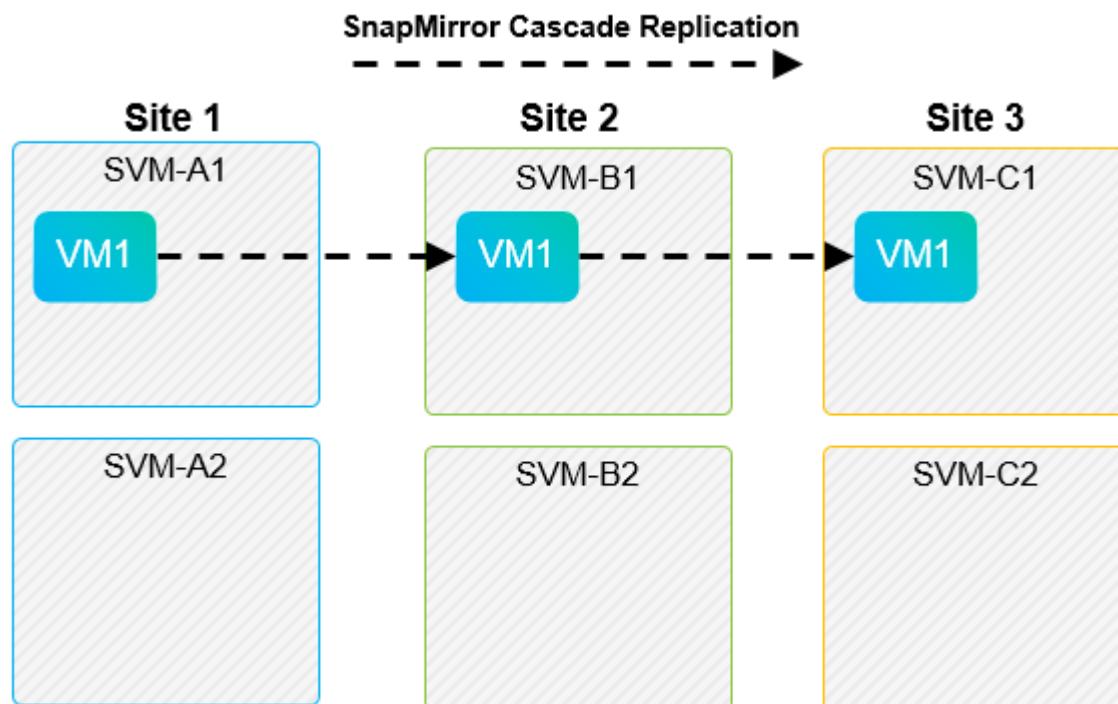 SnapMirror Cascade Replication
Site 1
Site 2
Site 3
SVM-A1
SVM-B1
SVM-C1
VM1
VM1
VM1
SVM-A2
SVM-B2
SVM-C2